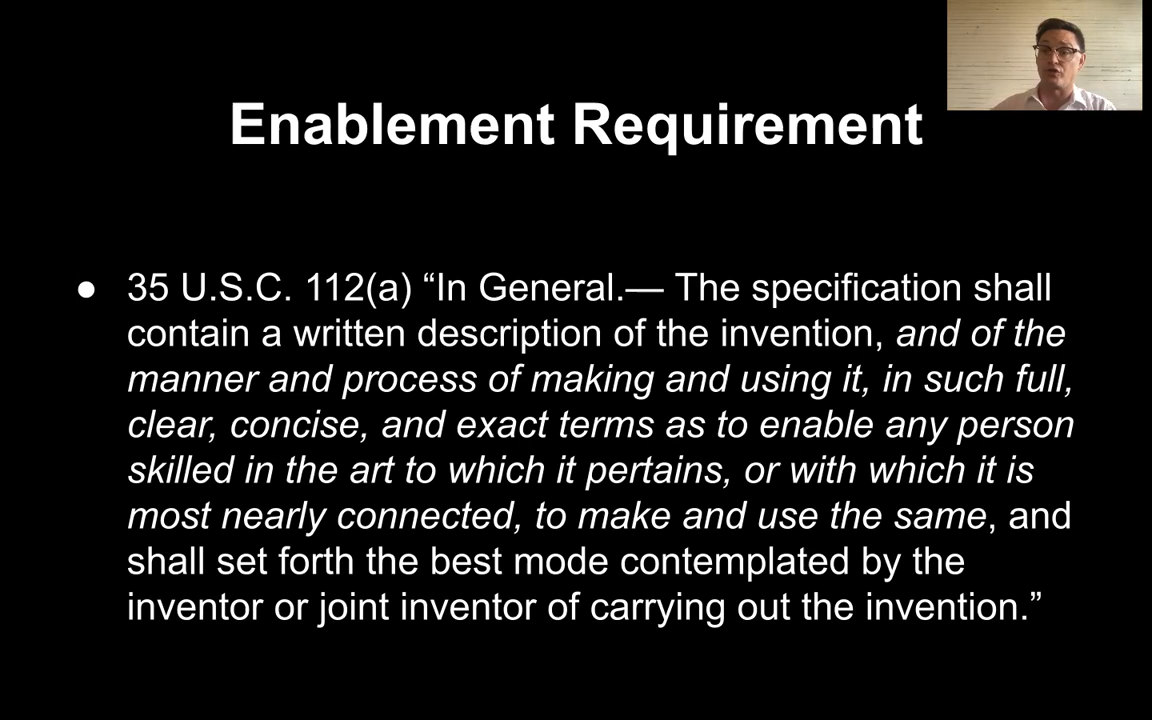 Enablement Requirement
● 35 U.S.C. 112(a) “In General.— The specification shall
contain a written description of the invention, and of the
manner and process of making and using it, in such full,
clear, concise, and exact terms as to enable any person
skilled in the art to which it pertains, or with which it is
most nearly connected, to make and use the same, and
shall set forth the best mode contemplated by the
inventor or joint inventor of carrying out the invention.”